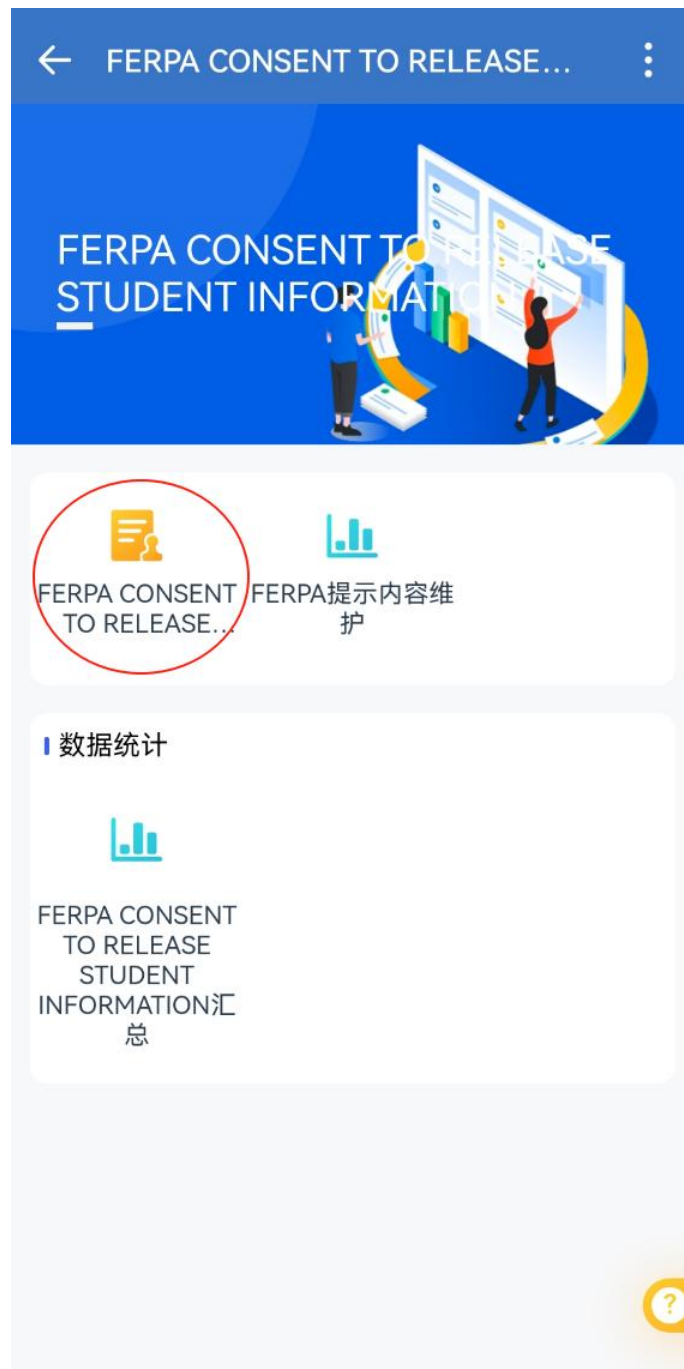 FERPA CONSENT TO RELEASE...
FERPA CONSENT TO RELEASE
STUDENT INFORMATION
FERPA CONSENT
TO RELEASE...
FERPA提示内容维
护
数据统计
FERPA CONSENT
TO RELEASE
STUDENT
INFORMATION汇
总
?